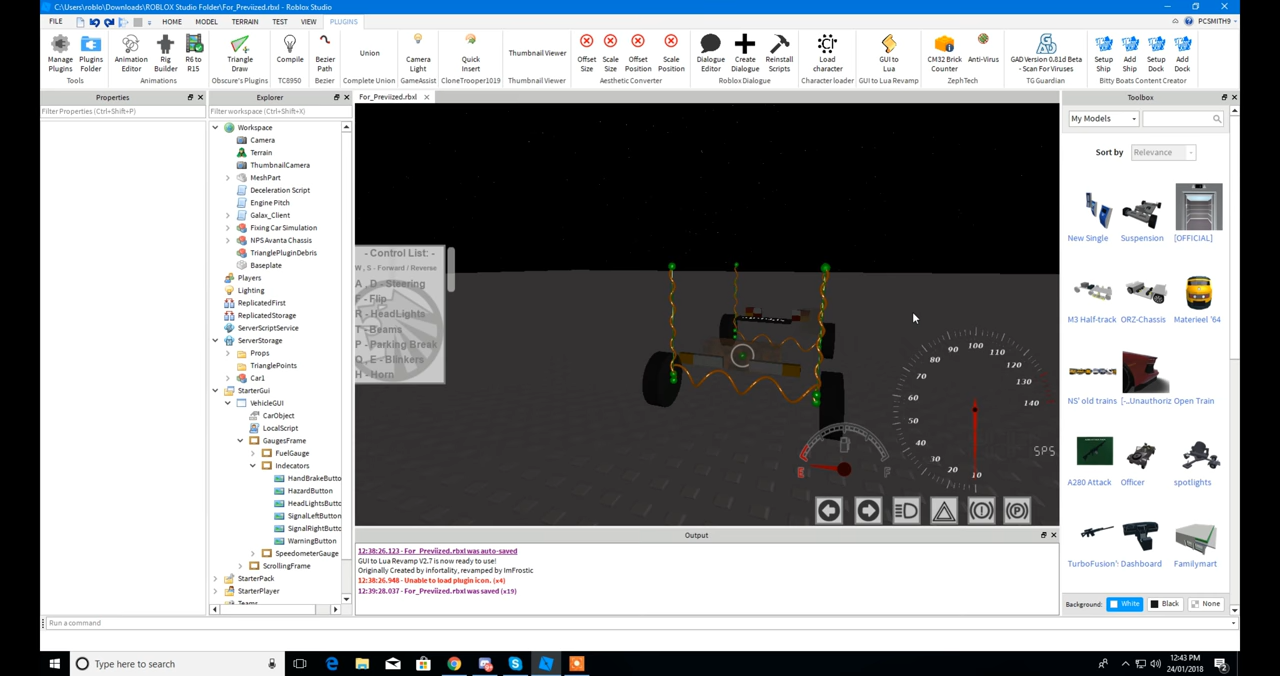 For_Previized.rbxl - Roblox Studio
FILE HOME MODEL TERRAIN TEST VIEW PLUGINS PCSMITH9
Manage Plugins Plugins Folder Tools
Animation Editor Rig Builder R6 to R15 Animations
Triangle Draw Obscure's Plugins
Compile TC8950
Bezier Path Bezier
Union Complete Union
Camera Light GameAssist
Quick Insert CloneTrooper1019
Thumbnail Viewer Thumbnail Viewer
Offset Size Scale Size Offset Position Scale Position Aesthetic Converter
Dialogue Editor Create Dialogue Reinstall Scripts Roblox Dialogue
Load character Character loader
GUI to Lua GUI to Lua Revamp
CM32 Brick Counter Anti-Virus ZephTech
GAD Version 0.81d Beta - Scan For Viruses TG Guardian
Setup Ship Add Ship Setup Dock Add Dock Bitty Boats Content Creator
Properties
Filter Properties (Ctrl+Shift+P)
Explorer
Filter workspace (Ctrl+Shift+X)
Workspace
Camera
Terrain
ThumbnailCamera
MeshPart
Deceleration Script
Engine Pitch
Galax_Client
Fixing Car Simulation
NPS Avanta Chassis
TrianglePluginDebris
Baseplate
Players
Lighting
ReplicatedFirst
ReplicatedStorage
ServerScriptService
ServerStorage
Props
TrianglePoints
Car1
StarterGui
VehicleGUI
CarObject
LocalScript
GaugesFrame
FuelGauge
Indecators
HandBrakeButto
HazardButton
HeadLightsButto
SignalLeftButton
SignalRightButto
WarningButton
SpeedometerGauge
ScrollingFrame
StarterPack
StarterPlayer
Teams
For_Previized.rbxl
- Control List: -
W , S - Forward / Reverse
A , D - Steering
F - Flip
R - HeadLights
T - Beams
P - Parking Break
Q , E - Blinkers
H - Horn
10 20 30 40 50 60 70 80 90 100 110 120 130 140
SPS
E F
P
Output
12:38:26.123 - For_Previized.rbxl was auto-saved
GUI to Lua Revamp V2.7 is now ready to use!
Originally Created by infortality, revamped by ImFrostic
12:38:26.948 - Unable to load plugin icon. (x4)
12:39:28.037 - For_Previized.rbxl was saved (x19)
Toolbox
My Models
Sort by Relevance
New Single Suspension [OFFICIAL]
M3 Half-track ORZ-Chassis Materieel '64
NS' old trains [-..Unauthoriz Open Train
A280 Attack Officer spotlights
TurboFusion': Dashboard Familymart
Background: White Black None
Run a command
Type here to search
12:43 PM
24/01/2018
2